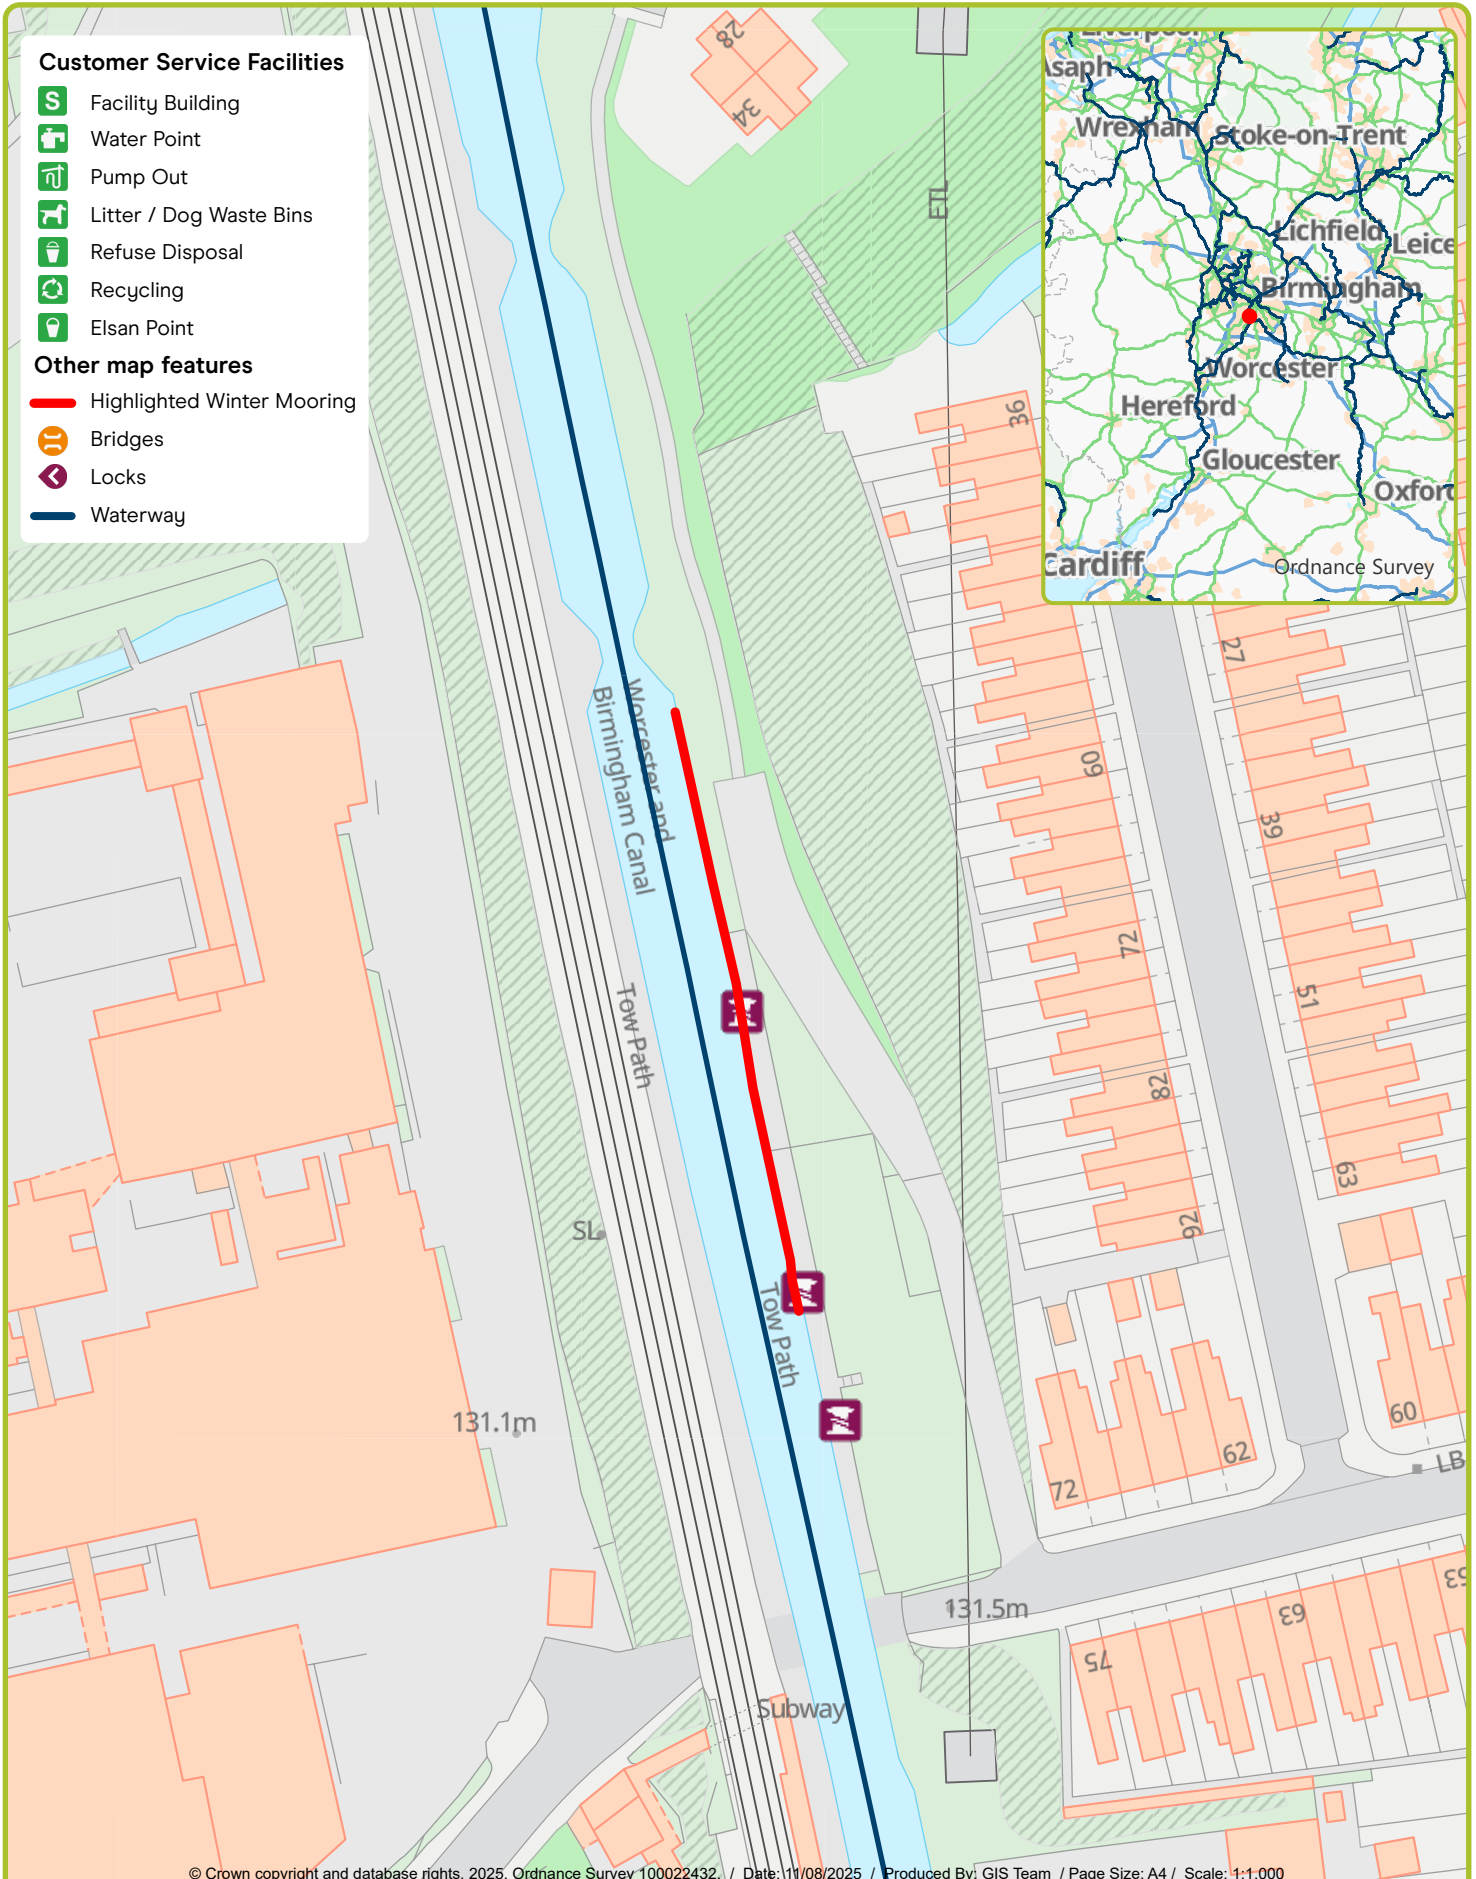 Customer Service Facilities
S Facility Building
Water Point
Pump Out
Litter / Dog Waste Bins
Refuse Disposal
Recycling
Elsan Point
Other map features
Highlighted Winter Mooring
Bridges
Locks
Waterway
28
34
ETL
Liverpool
Asaph
Wrexham
Stoke-on-Trent
Lichfield
Leice
Birmingham
Worcester
Hereford
Gloucester
Oxford
Cardiff
Ordnance Survey
36
27
Worcester and
Birmingham Canal
60
39
72
51
Tow Path
82
63
92
SL
Tow Path
131.1m
72
62
60
LB
131.5m
53
63
75
Subway
© Crown copyright and database rights, 2025, Ordnance Survey 100022432. / Date: 11/08/2025 / Produced By: GIS Team / Page Size: A4 / Scale: 1:1,000